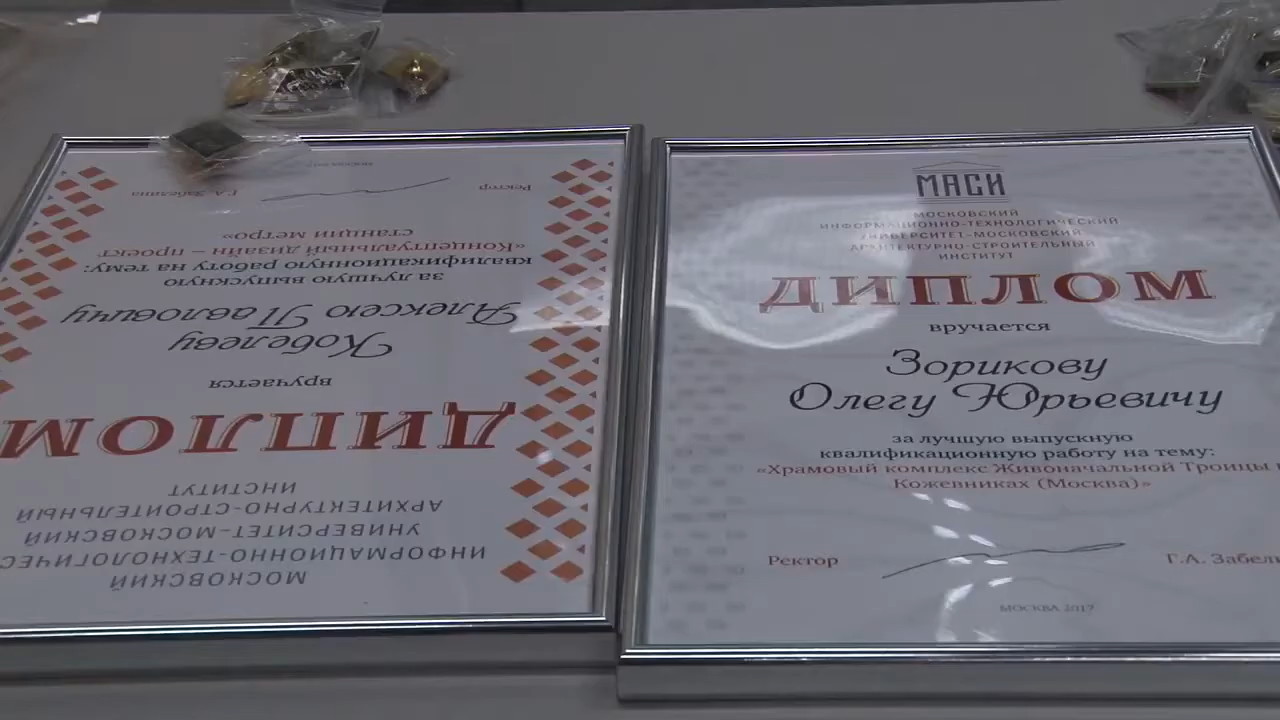 МОСКОВСКИЙ
ИНФОРМАЦИОННО-ТЕХНОЛОГИЧЕС
УНИВЕРСИТЕТ-МОСКОВСКИЙ
АРХИТЕКТУРНО-СТРОИТЕЛЬНЫЙ
ИНСТИТУТ
ДИПЛОМ
вручается
Кобелеву
Алексею Павловичу
за лучшую выпускную
квалификационную работу на тему:
«Концептуальный дизайн – проект
станции метро»
Ректор
Г.А. Забелина
МОСКВА 2017
МАСИ
МОСКОВСКИЙ
ИНФОРМАЦИОННО-ТЕХНОЛОГИЧЕСКИЙ
УНИВЕРСИТЕТ-МОСКОВСКИЙ
АРХИТЕКТУРНО-СТРОИТЕЛЬНЫЙ
ИНСТИТУТ
ДИПЛОМ
вручается
Зорикову
Олегу Юрьевичу
за лучшую выпускную
квалификационную работу на тему:
«Храмовый комплекс Живоначальной Троицы
Кожевниках (Москва)»
Ректор
Г.А. Забели
МОСКВА 2017